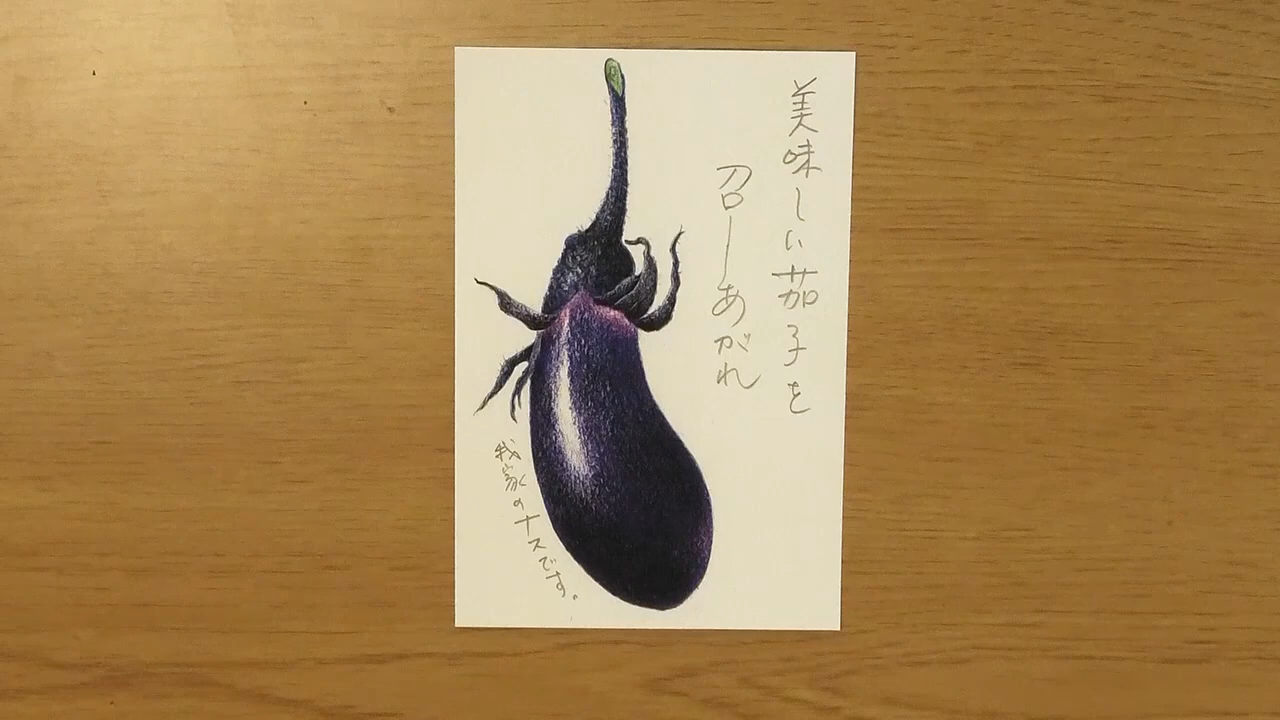 美味しい茄子を
召しあがれ
我家のナスです。